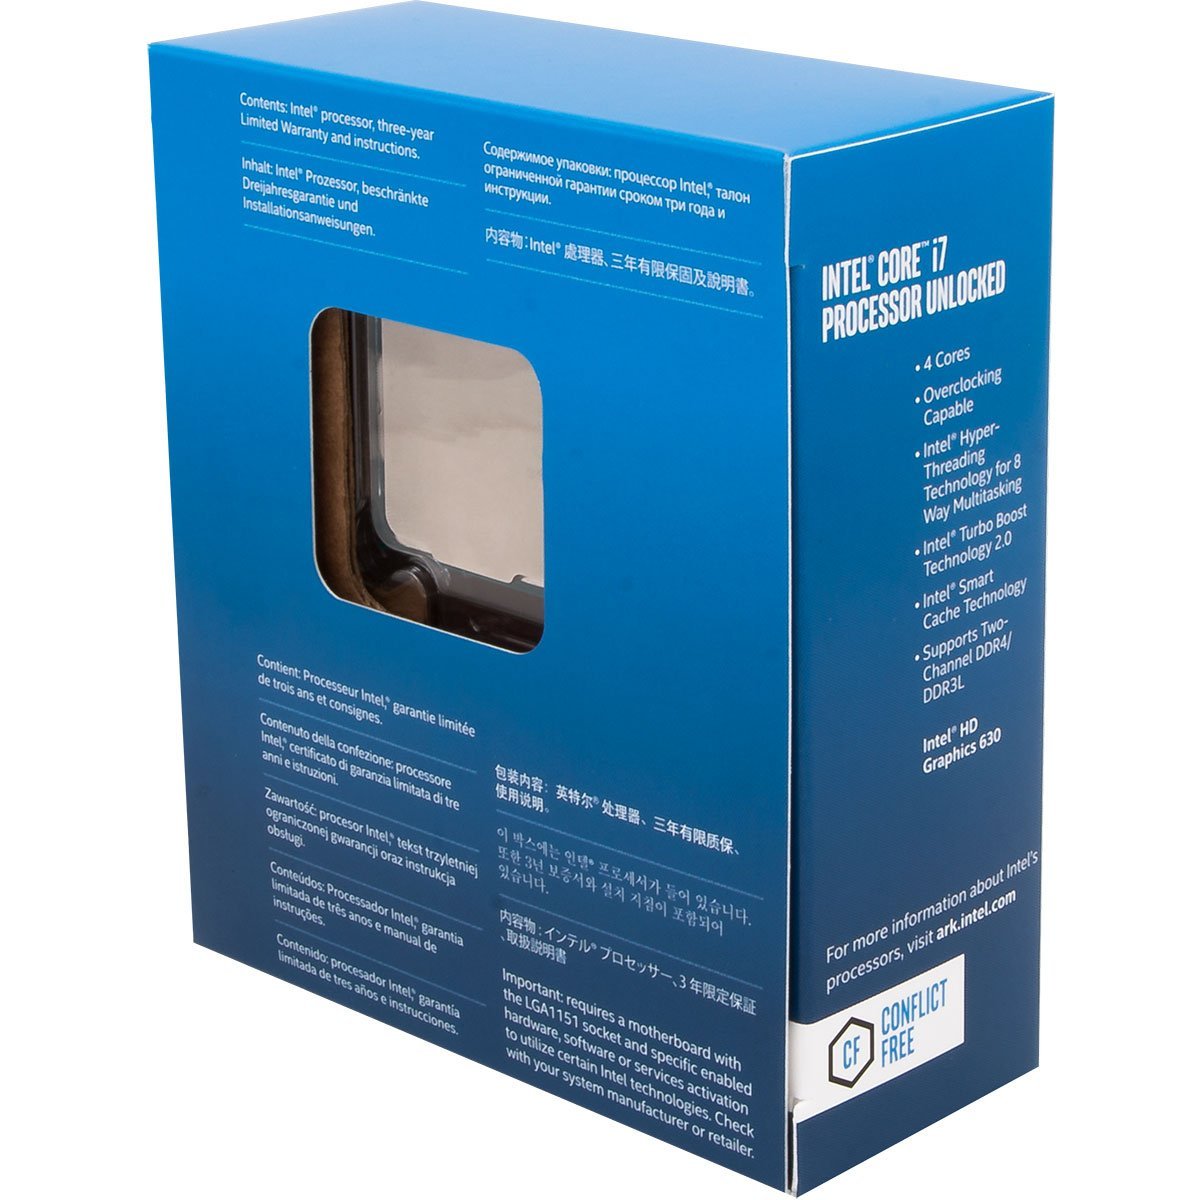 Contents: Intel® processor, three-year
Limited Warranty and instructions.
Inhalt: Intel® Prozessor, beschränkte
Dreijahresgarantie und
Installationsanweisungen.
Содержимое упаковки: процессор Intel,® талон
ограниченной гарантии сроком три года и
инструкции.
内容物：Intel® 處理器、三年有限保固及說明書。
Contient: Processeur Intel,® garantie limitée
de trois ans et consignes.
Contenuto della confezione: processore
Intel,® certificato di garanzia limitata di tre
anni e istruzioni.
Zawartość: procesor Intel,® tekst trzyletniej
ograniczonej gwarancji oraz instrukcja
obsługi.
Conteúdos: Processador Intel,® garantia
limitada de três anos e manual de
instruções.
Contenido: procesador Intel,® garantía
limitada de tres años e instrucciones.
包装内容： 英特尔® 处理器、三年有限质保、
使用说明。
이 박스에는 인텔® 프로세서가 들어 있습니다.
또한 3년 보증서와 설치 지침이 포함되어
있습니다.
内容物：インテル® プロセッサー、3 年限定保証
、取扱説明書
Important: requires a motherboard with
the LGA1151 socket and specific enabled
hardware, software or services activation
to utilize certain Intel technologies. Check
with your system manufacturer or retailer.
INTEL® CORE™ i7
PROCESSOR UNLOCKED
• 4 Cores
• Overclocking
Capable
• Intel® Hyper-
Threading
Technology for 8
Way Multitasking
• Intel® Turbo Boost
Technology 2.0
• Intel® Smart
Cache Technology
• Supports Two-
Channel DDR4/
DDR3L
Intel® HD
Graphics 630
For more information about Intel's
processors, visit ark.intel.com
CF
CONFLICT
FREE